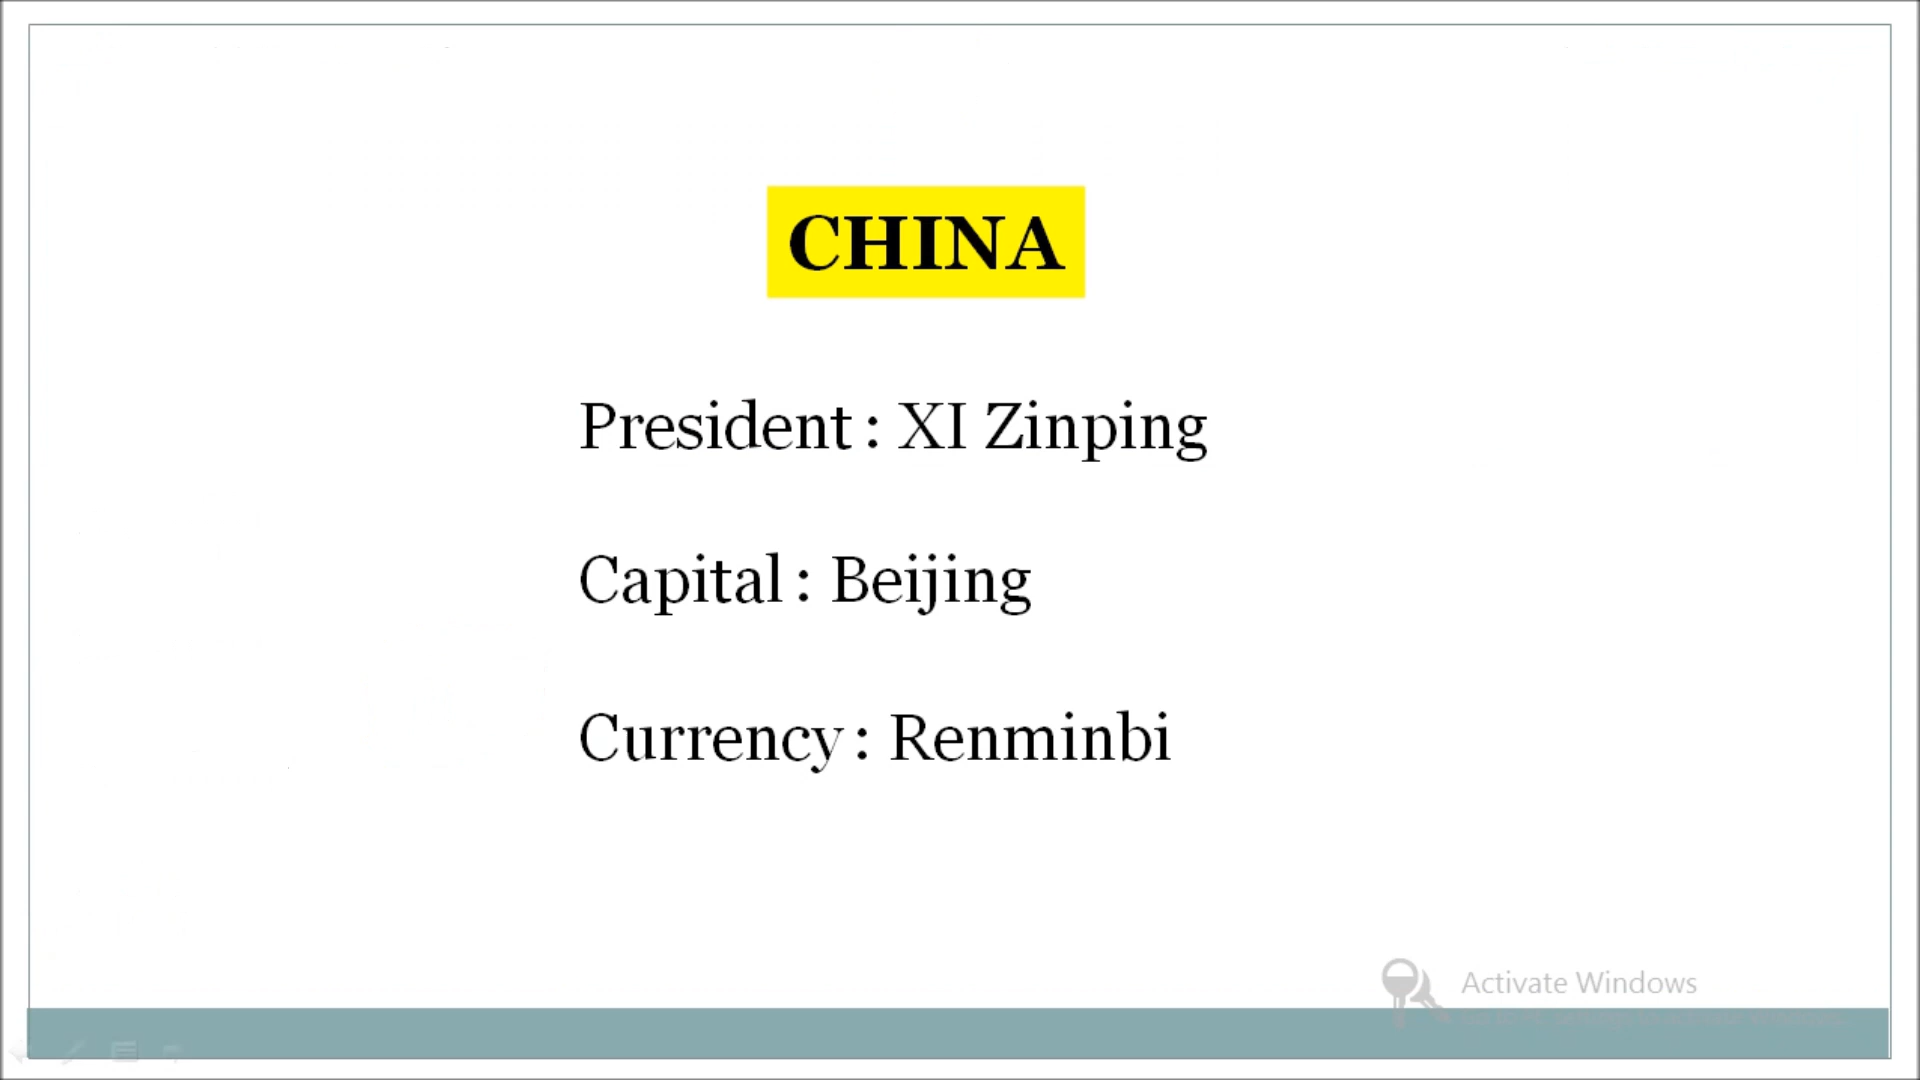 CHINA
President : XI Zinping
Capital : Beijing
Currency : Renminbi
Activate Windows